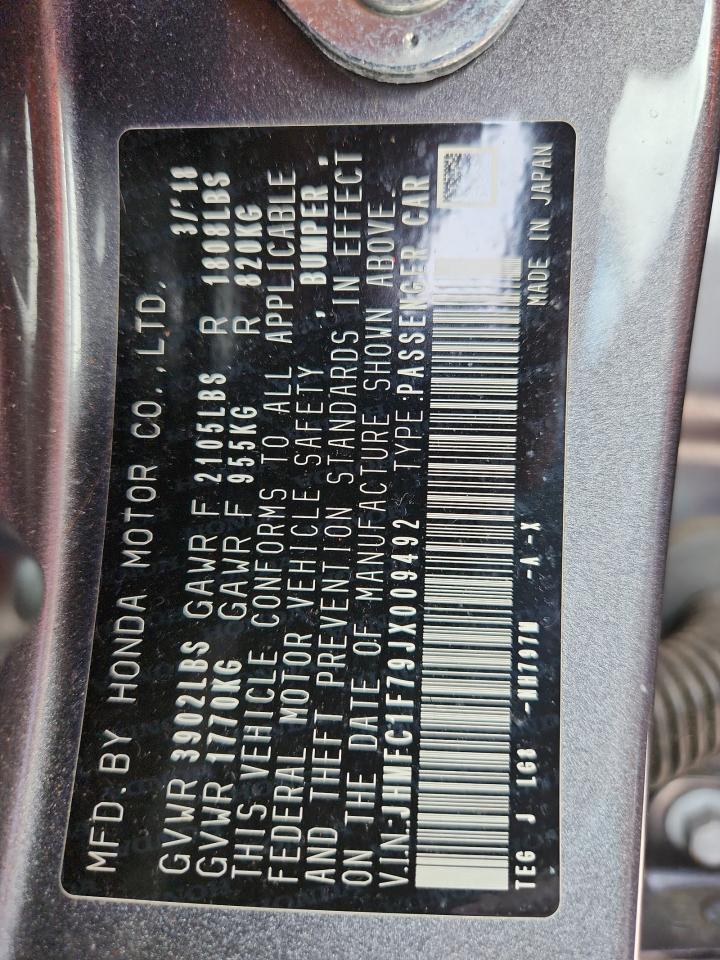 MFD. BY HONDA MOTOR CO., LTD. 3/'18
GVWR 3902LBS GAWR F 2105LBS R 1808LBS
GVWR 1770KG GAWR F 955KG R 820KG
THIS VEHICLE CONFORMS TO ALL APPLICABLE
FEDERAL MOTOR VEHICLE SAFETY , BUMPER ,
AND THEFT PREVENTION STANDARDS IN EFFECT
ON THE DATE OF MANUFACTURE SHOWN ABOVE.
V.I.N.:JHMFC1F79JX009492 TYPE:PASSENGER CAR
TEG J LG8 -NH797M -A -X MADE IN JAPAN